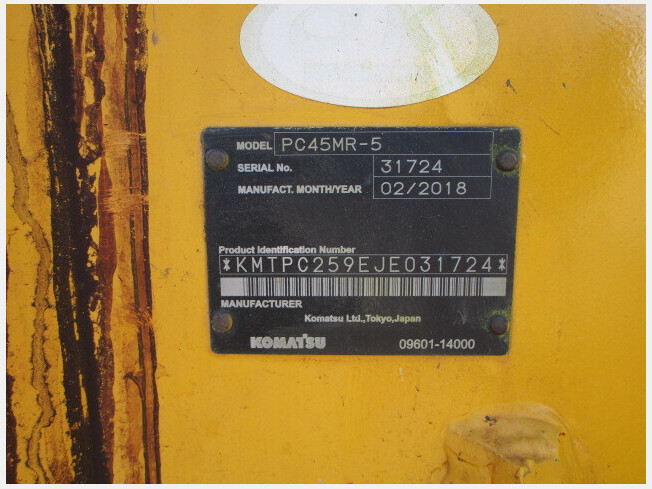 MODEL PC45MR-5
SERIAL No. 31724
MANUFACT. MONTH/YEAR 02/2018
Product Identification Number
*KMTPC259EJE031724*
MANUFACTURER
Komatsu Ltd.,Tokyo,Japan
KOMATSU 09601-14000